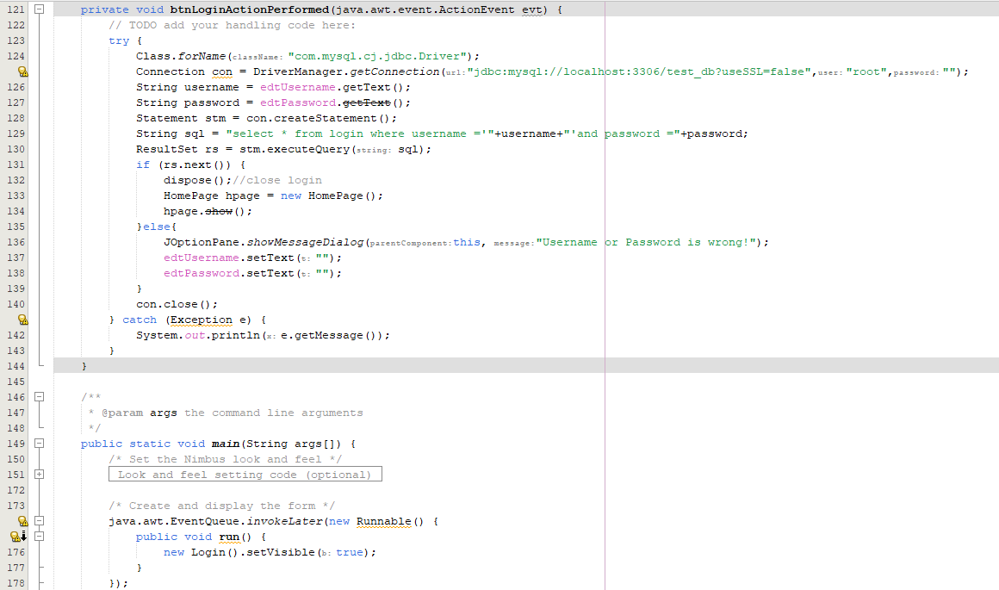 121 private void btnLoginActionPerformed(java.awt.event.ActionEvent evt) {
122 // TODO add your handling code here:
123 try {
124 Class.forName(className: "com.mysql.cj.jdbc.Driver");
Connection con = DriverManager.getConnection(url:"jdbc:mysql://localhost:3306/test_db?useSSL=false",user: "root",password: "");
126 String username = edtUsername.getText();
127 String password = edtPassword.getText();
128 Statement stm = con.createStatement();
129 String sql = "select * from login where username ='"+username+"'and password ="+password;
130 ResultSet rs = stm.executeQuery(string: sql);
131 if (rs.next()) {
132 dispose();//close login
133 HomePage hpage = new HomePage();
134 hpage.show();
135 }else{
136 JOptionPane.showMessageDialog(parentComponent:this, message:"Username or Password is wrong!");
137 edtUsername.setText(t: "");
138 edtPassword.setText(t: "");
139 }
140 con.close();
} catch (Exception e) {
142 System.out.println(x: e.getMessage());
143 }
144 }
145
146 /**
147 * @param args the command line arguments
148 */
149 public static void main(String args[]) {
150 /* Set the Nimbus look and feel */
151 Look and feel setting code (optional)
172
173 /* Create and display the form */
java.awt.EventQueue.invokeLater(new Runnable() {
public void run() {
176 new Login().setVisible(b: true);
177 }
178 });